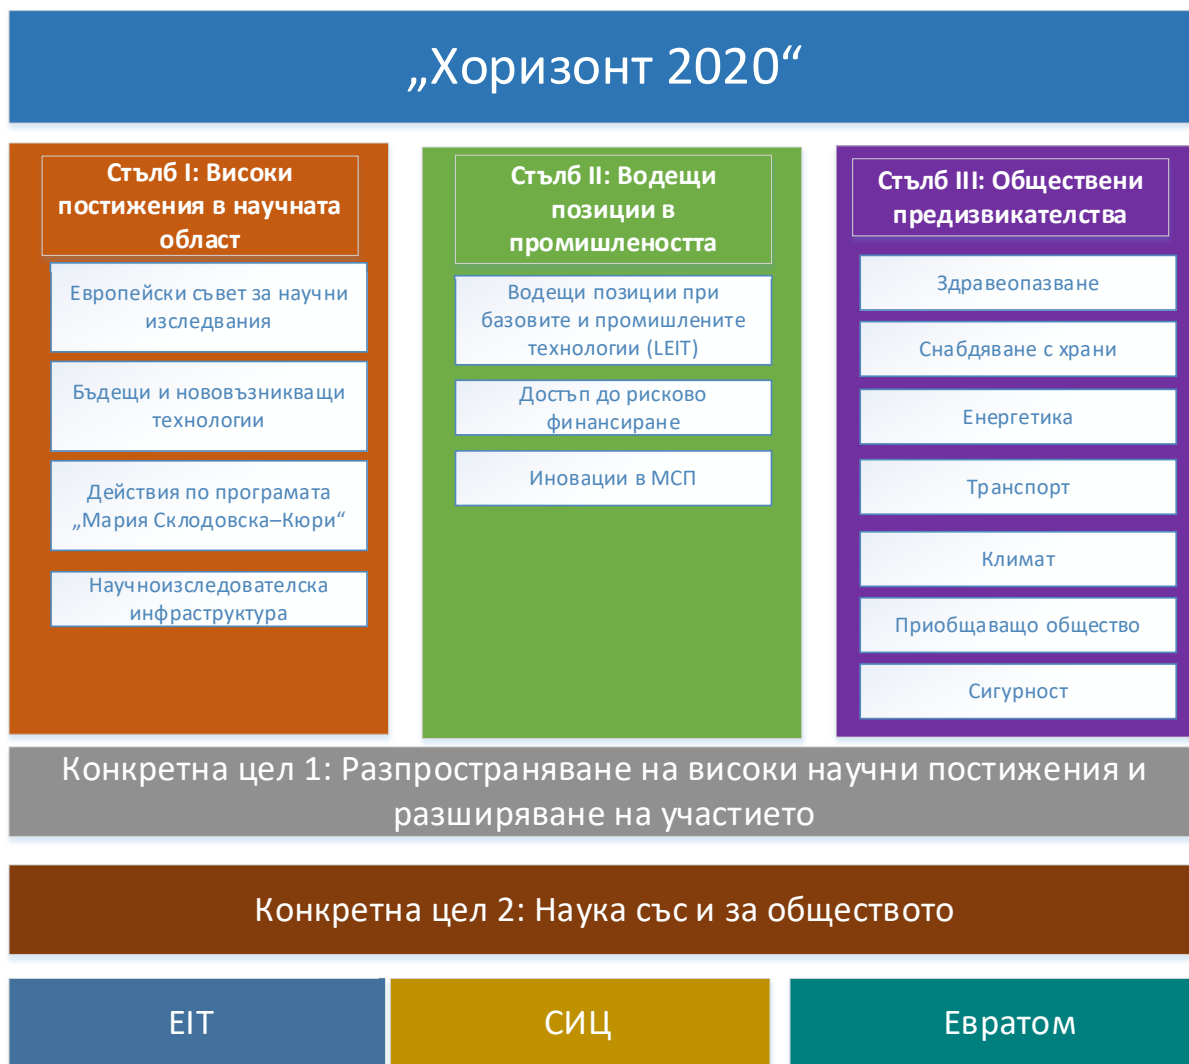 „Хоризонт 2020“
Стълб I: Високи
постижения в научната
област
Европейски съвет за научни
изследвания
Бъдещи и нововъзникващи
технологии
Действия по програмата
„Мария Склодовска–Кюри“
Научноизследователска
инфраструктура
Стълб II: Водещи
позиции в
промишлеността
Водещи позиции при
базовите и промишлените
технологии (LEIT)
Достъп до рисково
финансиране
Иновации в МСП
Стълб III: Обществени
предизвикателства
Здравеопазване
Снабдяване с храни
Енергетика
Транспорт
Климат
Приобщаващо общество
Сигурност
Конкретна цел 1: Разпространяване на високи научни постижения и
разширяване на участието
Конкретна цел 2: Наука със и за обществото
EIT
СИЦ
Евратом